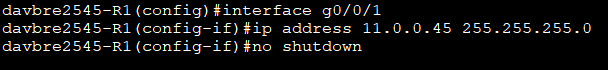 davbre2545-R1(config)#interface g0/0/1
davbre2545-R1(config-if)#ip address 11.0.0.45 255.255.255.0
davbre2545-R1(config-if)#no shutdown